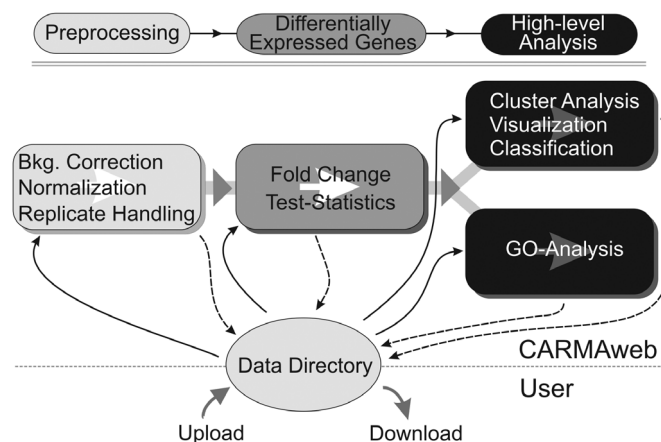 Preprocessing
Differentially
Expressed Genes
High-level
Analysis
Bkg. Correction
Normalization
Replicate Handling
Fold Change
Test-Statistics
Cluster Analysis
Visualization
Classification
GO-Analysis
Data Directory
CARMAweb
User
Upload
Download